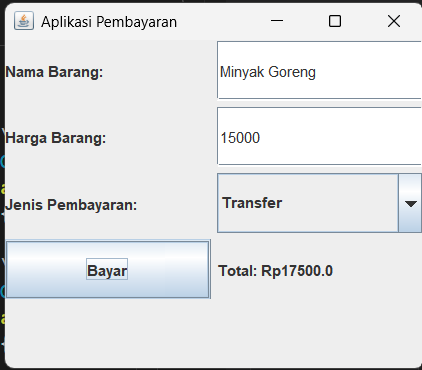 Aplikasi Pembayaran
Nama Barang: Minyak Goreng
Harga Barang: 15000
Jenis Pembayaran: Transfer
Bayar Total: Rp17500.0